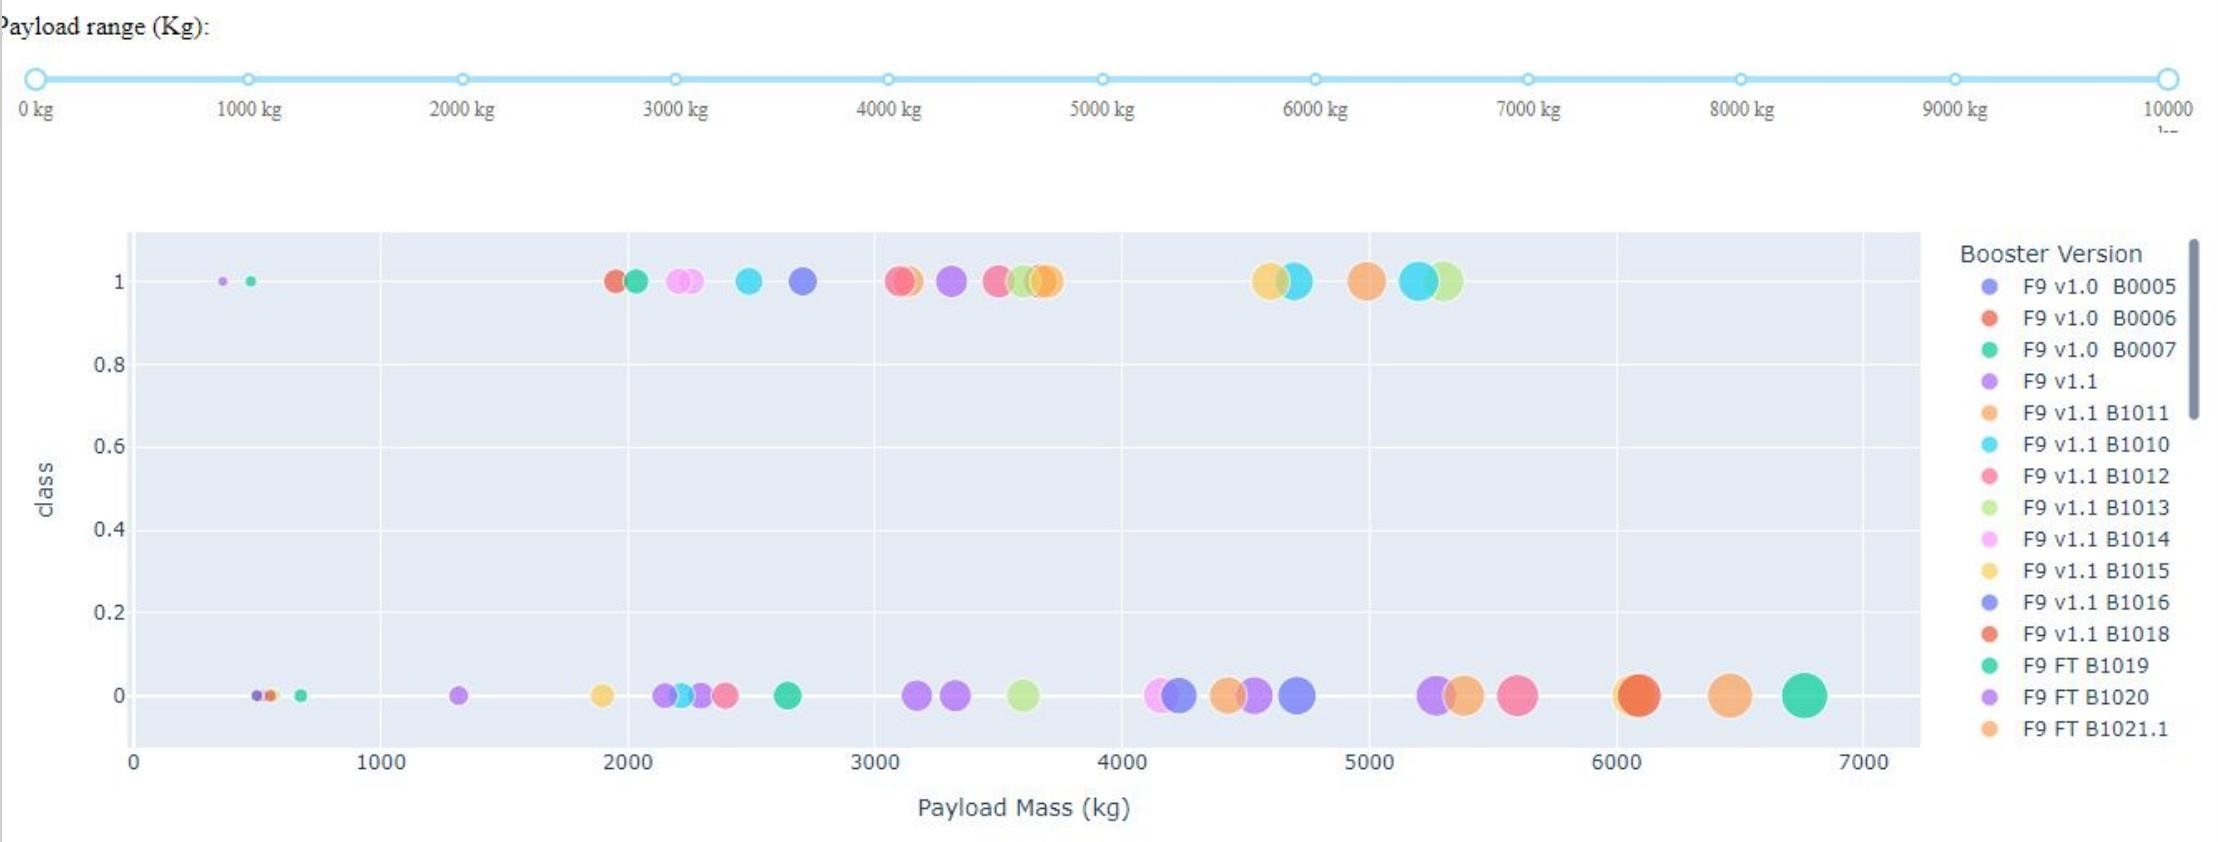 Payload range (Kg):
0 kg 1000 kg 2000 kg 3000 kg 4000 kg 5000 kg 6000 kg 7000 kg 8000 kg 9000 kg 10000
Booster Version
F9 v1.0  B0005
F9 v1.0  B0006
F9 v1.0  B0007
F9 v1.1
F9 v1.1 B1011
F9 v1.1 B1010
F9 v1.1 B1012
F9 v1.1 B1013
F9 v1.1 B1014
F9 v1.1 B1015
F9 v1.1 B1016
F9 v1.1 B1018
F9 FT B1019
F9 FT B1020
F9 FT B1021.1
1
0.8
0.6
0.4
0.2
0
class
0 1000 2000 3000 4000 5000 6000 7000
Payload Mass (kg)